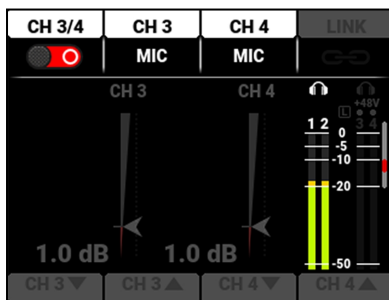 CH 3/4 CH 3 CH 4 LINK
MIC MIC
CH 3 CH 4
+48V
L
1 2 3 4
0
-5
-10
-20
-50
1.0 dB 1.0 dB
CH 3▼ CH 3▲ CH 4▼ CH 4▲